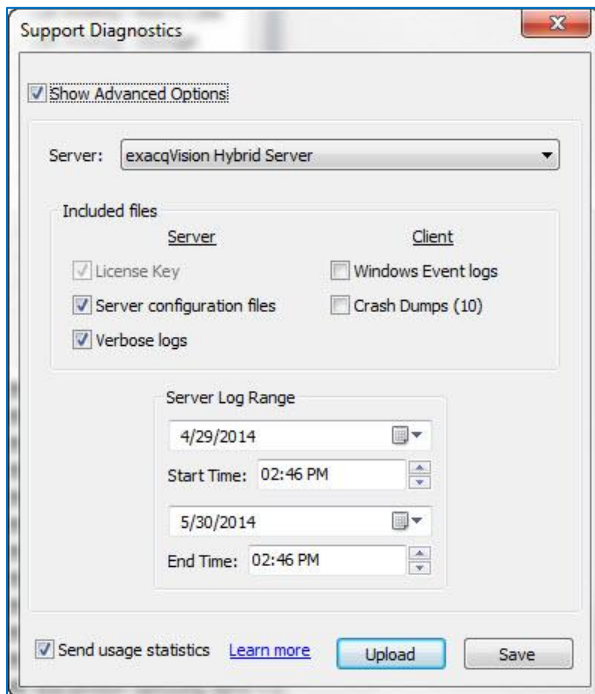 Support Diagnostics
Show Advanced Options
Server: exacqVision Hybrid Server
Included files
Server Client
License Key Windows Event logs
Server configuration files Crash Dumps (10)
Verbose logs
Server Log Range
4/29/2014
Start Time: 02:46 PM
5/30/2014
End Time: 02:46 PM
Send usage statistics Learn more Upload Save